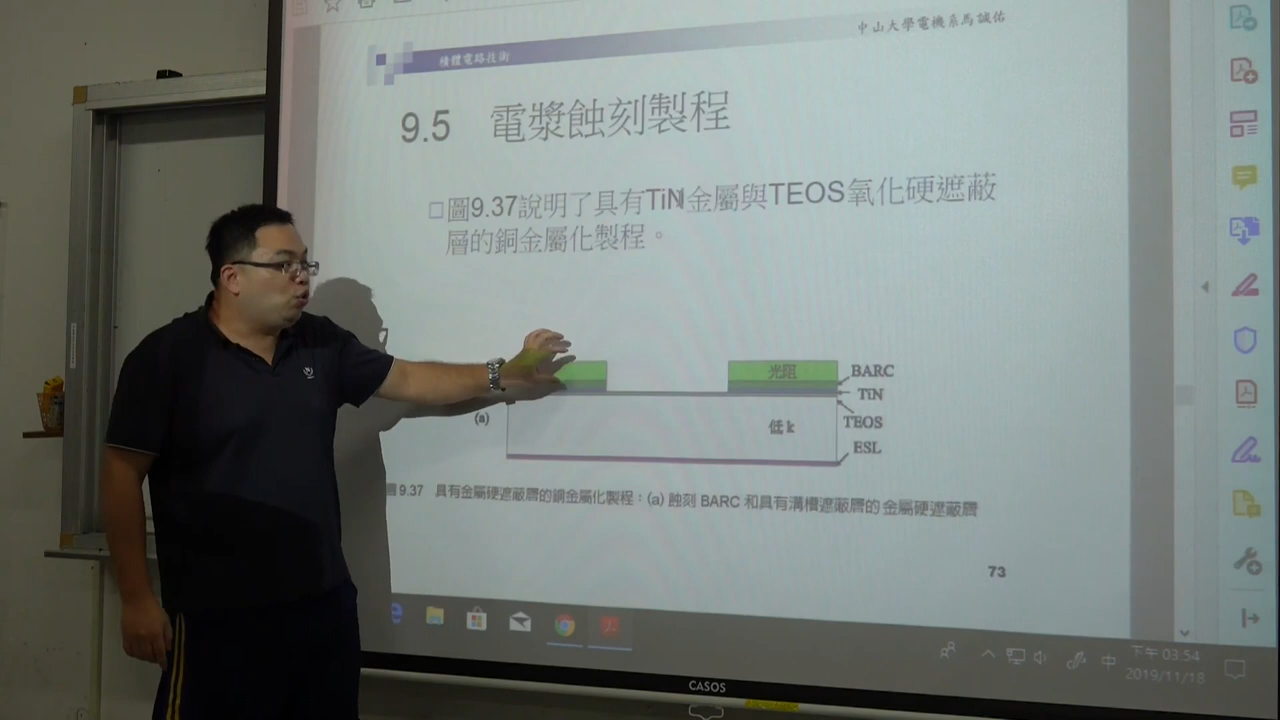 中山大學電機系馬誠佑
積體電路技術
9.5 電漿蝕刻製程
圖9.37說明了具有TiN金屬與TEOS氧化硬遮蔽
層的銅金屬化製程。
光阻
BARC
TiN
(a)
低 k
TEOS
ESL
圖 9.37 具有金屬硬遮蔽層的銅金屬化製程：(a) 蝕刻 BARC 和具有溝槽遮蔽層的 金屬硬遮蔽層
73
中
下午 03:54
2019/11/18
CASOS